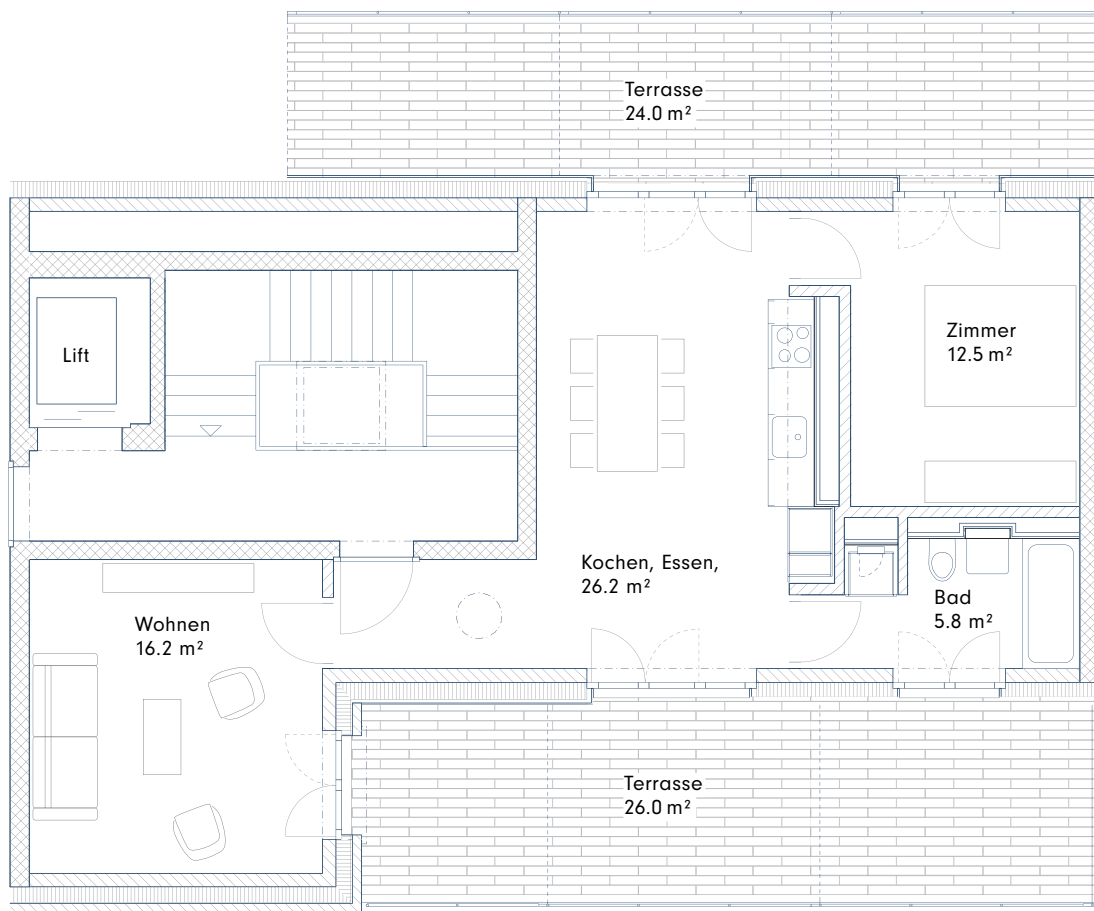 Terrasse
24.0 m²
Lift
Zimmer
12.5 m²
Kochen, Essen,
26.2 m²
Bad
5.8 m²
Wohnen
16.2 m²
Terrasse
26.0 m²